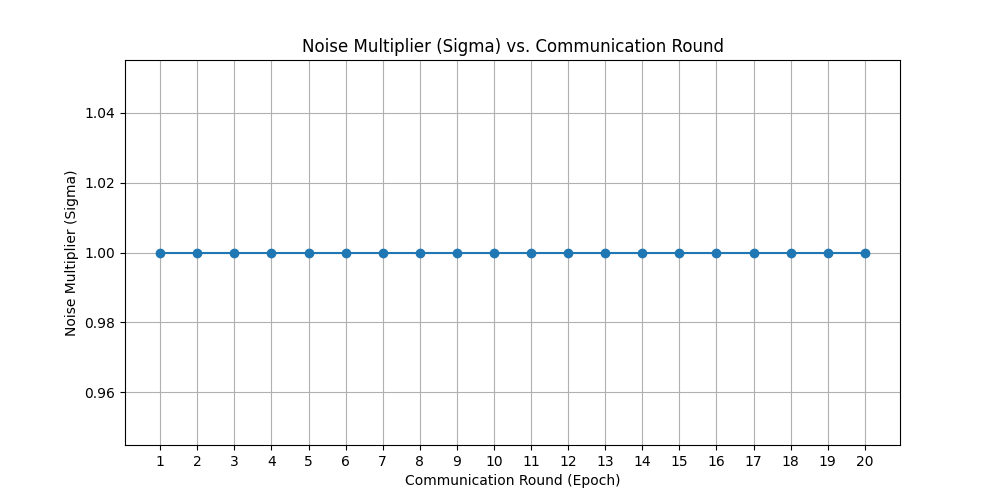 Noise Multiplier (Sigma) vs. Communication Round
Noise Multiplier (Sigma)
1.04
1.02
1.00
0.98
0.96
1 2 3 4 5 6 7 8 9 10 11 12 13 14 15 16 17 18 19 20
Communication Round (Epoch)